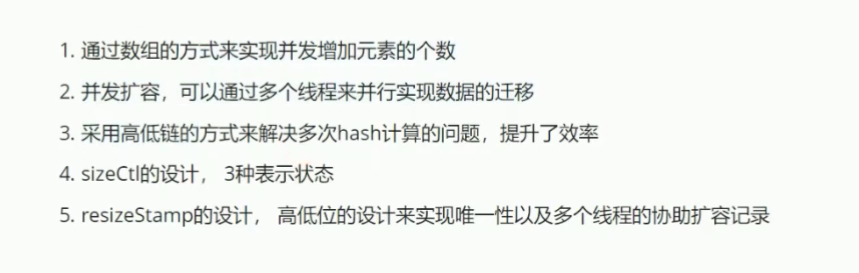 1. 通过数组的方式来实现并发增加元素的个数
2. 并发扩容，可以通过多个线程来并行实现数据的迁移
3. 采用高低链的方式来解决多次hash计算的问题，提升了效率
4. sizeCtl的设计， 3种表示状态
5. resizeStamp的设计， 高低位的设计来实现唯一性以及多个线程的协助扩容记录